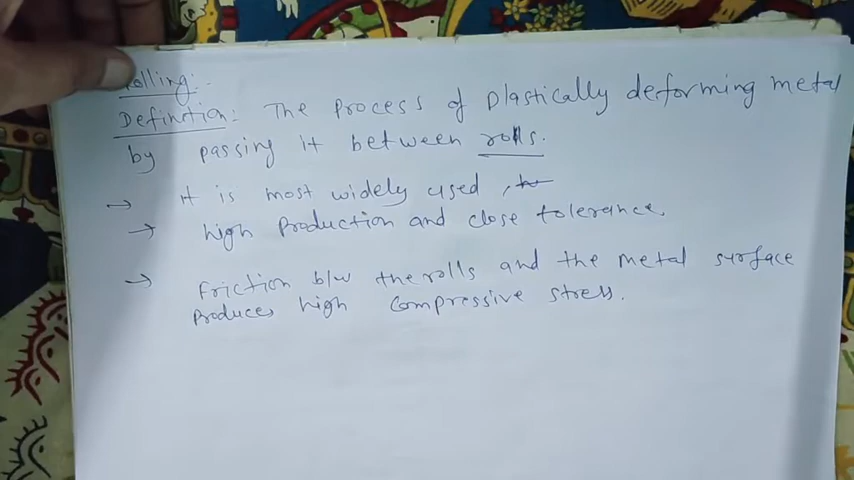 Rolling:-
Definition: The process of plastically deforming metal
by passing it between rolls.
→ it is most widely used,
→ high production and close tolerance.
→ Friction b/w the rolls and the metal surface
produces high compressive stress.